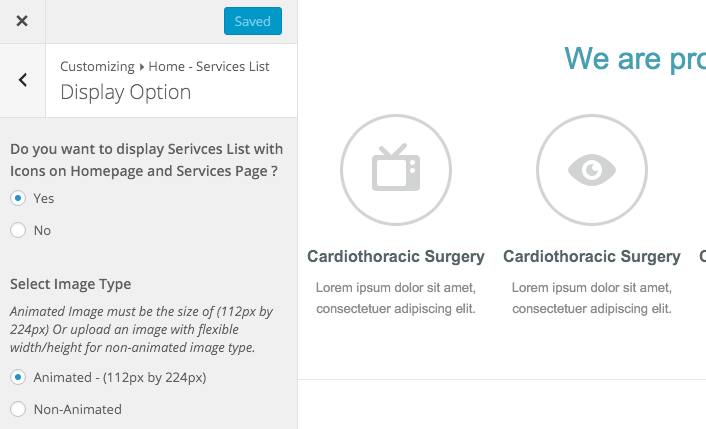 Saved
Customizing Home - Services List
Display Option
Do you want to display Serivces List with
Icons on Homepage and Services Page ?
Yes
No
Select Image Type
Animated Image must be the size of (112px by
224px) Or upload an image with flexible
width/height for non-animated image type.
Animated - (112px by 224px)
Non-Animated
We are pro
Cardiothoracic Surgery
Lorem ipsum dolor sit amet,
consectetuer adipiscing elit.
Cardiothoracic Surgery
Lorem ipsum dolor sit amet,
consectetuer adipiscing elit.